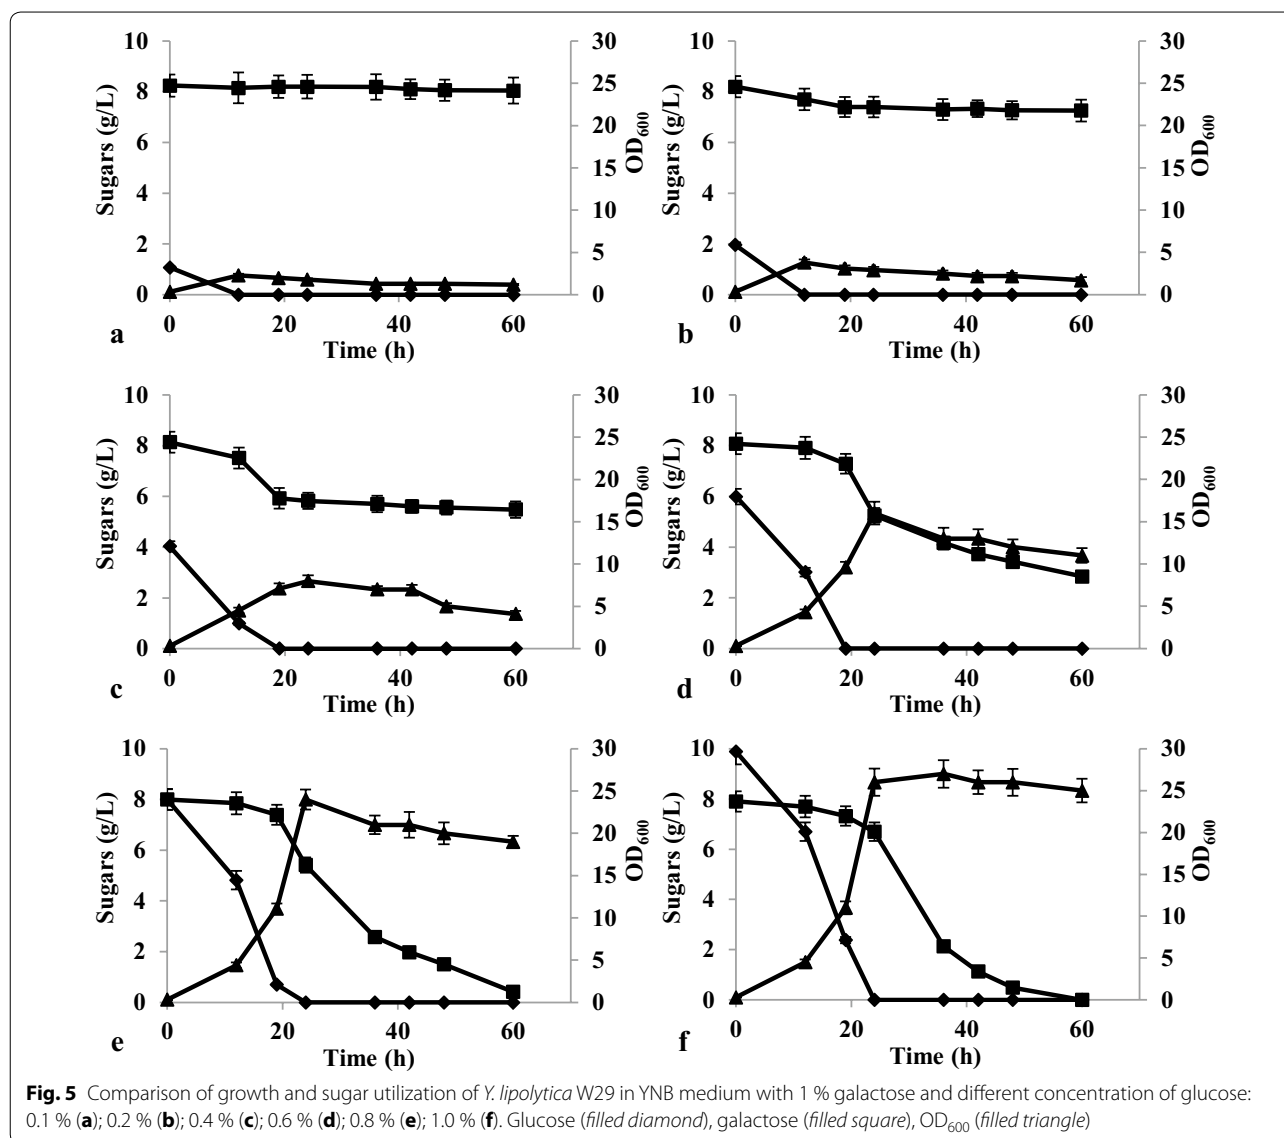 10 30 10 30
8 25 8 25
6 20 6 20
15 15
4 4
10 10
2 5 2 5
0 0 0 0
0 20 40 60 0 20 40 60
Sugars (g/L) OD600 Sugars (g/L) OD600
a Time (h) b Time (h)
10 30 10 30
8 25 8 25
6 20 6 20
15 15
4 4
10 10
2 5 2 5
0 0 0 0
0 20 40 60 0 20 40 60
Sugars (g/L) OD600 Sugars (g/L) OD600
c Time (h) d Time (h)
10 30 10 30
8 25 8 25
6 20 6 20
15 15
4 4
10 10
2 5 2 5
0 0 0 0
0 20 40 60 0 20 40 60
Sugars (g/L) OD600 Sugars (g/L) OD600
e Time (h) f Time (h)
Fig. 5 Comparison of growth and sugar utilization of Y. lipolytica W29 in YNB medium with 1 % galactose and different concentration of glucose:
0.1 % (a); 0.2 % (b); 0.4 % (c); 0.6 % (d); 0.8 % (e); 1.0 % (f). Glucose (filled diamond), galactose (filled square), OD600 (filled triangle)